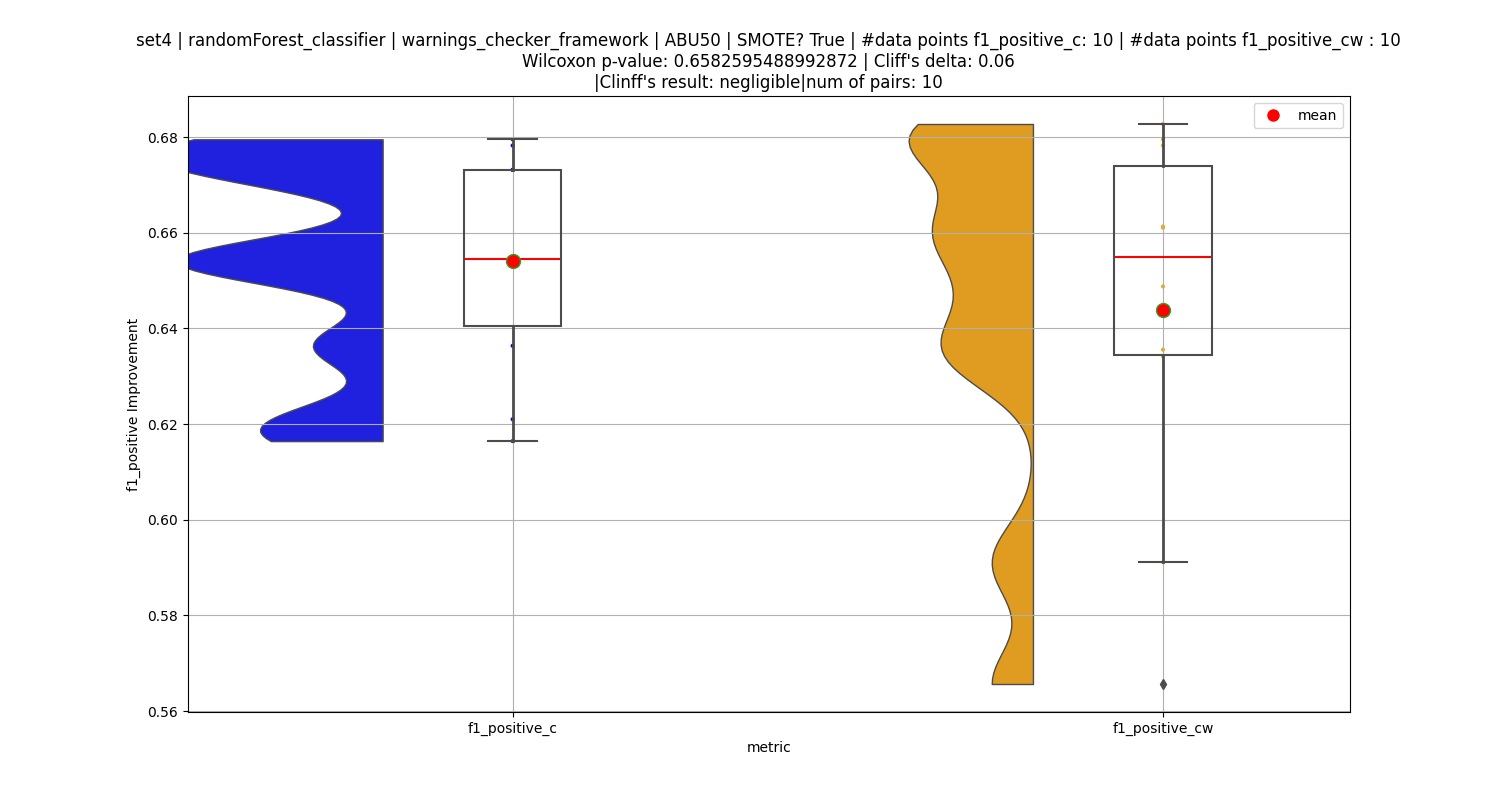 set4 | randomForest_classifier | warnings_checker_framework | ABU50 | SMOTE? True | #data points f1_positive_c: 10 | #data points f1_positive_cw : 10
Wilcoxon p-value: 0.6582595488992872 | Cliff's delta: 0.06
|Clinff's result: negligible|num of pairs: 10
mean
0.68
0.66
0.64
0.62
0.60
0.58
0.56
f1_positive Improvement
f1_positive_c
f1_positive_cw
metric